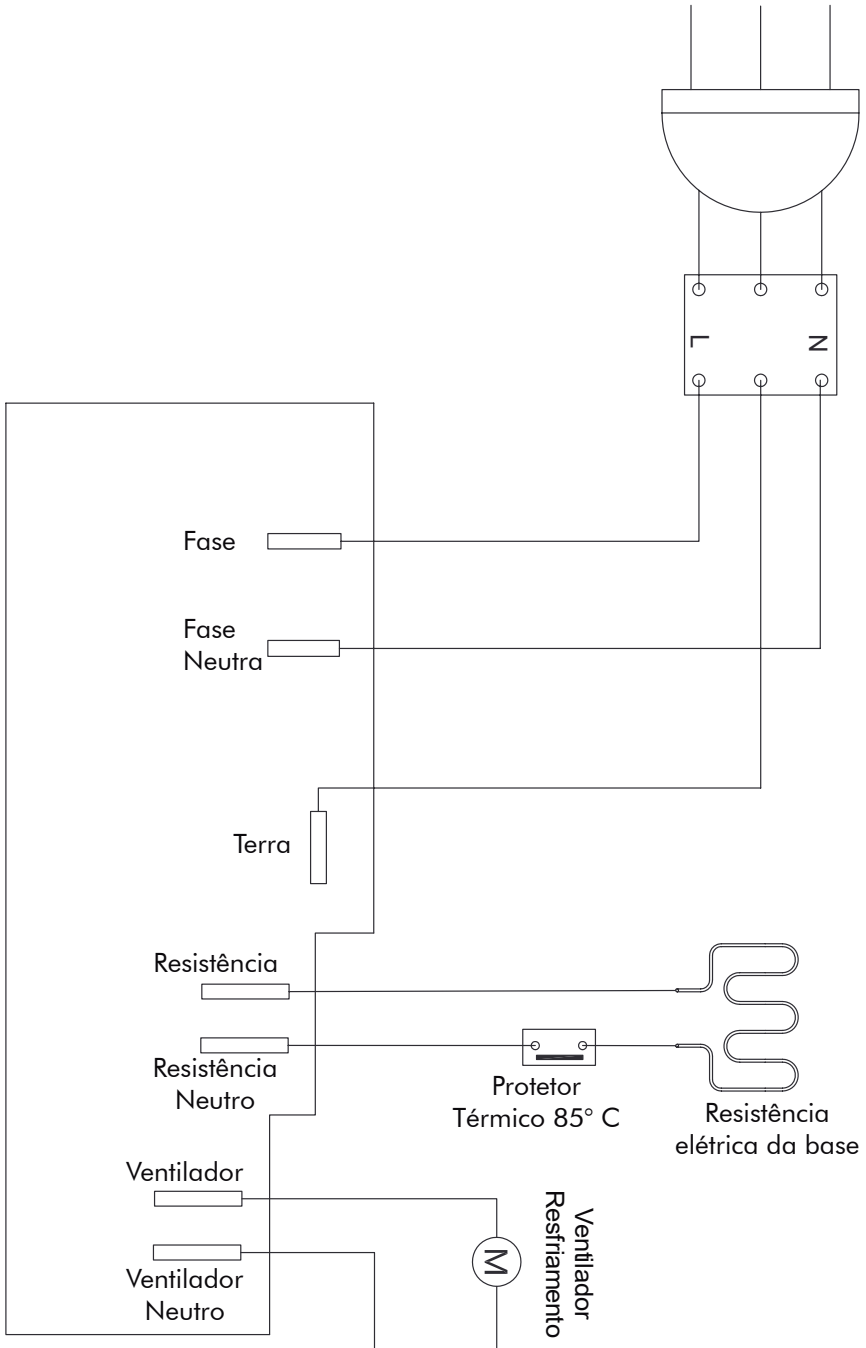 L
N
Fase
Fase
Neutra
Terra
Resistência
Resistência
Neutro
Protetor
Térmico 85° C
Resistência
elétrica da base
Ventilador
Ventilador
Neutro
M
Ventilador
Resfriamento